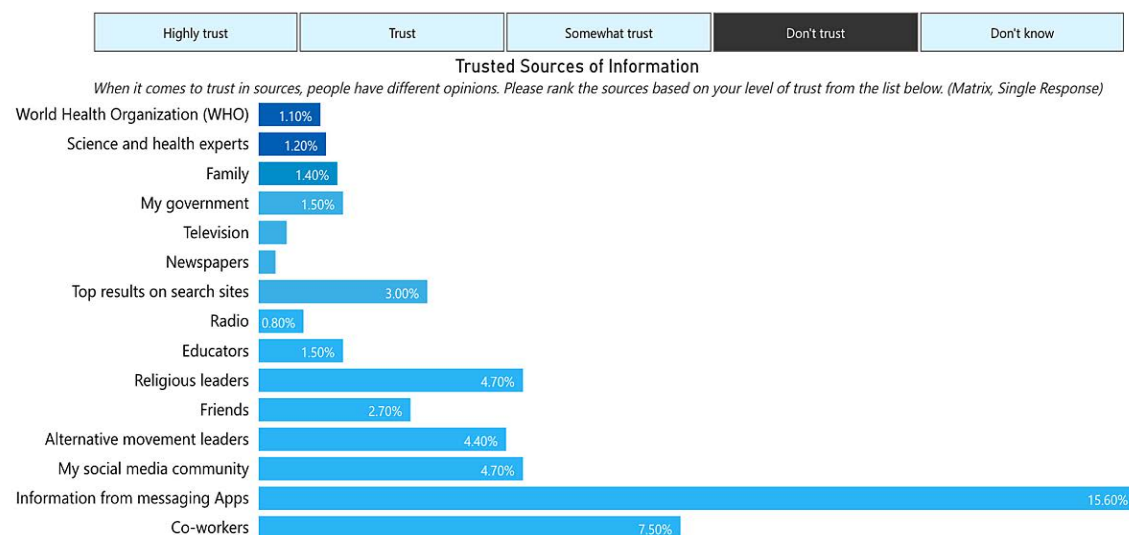 Highly trust Trust Somewhat trust Don't trust Don't know
Trusted Sources of Information
When it comes to trust in sources, people have different opinions. Please rank the sources based on your level of trust from the list below. (Matrix, Single Response)
World Health Organization (WHO) 1.10%
Science and health experts 1.20%
Family 1.40%
My government 1.50%
Television
Newspapers
Top results on search sites 3.00%
Radio 0.80%
Educators 1.50%
Religious leaders 4.70%
Friends 2.70%
Alternative movement leaders 4.40%
My social media community 4.70%
Information from messaging Apps 15.60%
Co-workers 7.50%